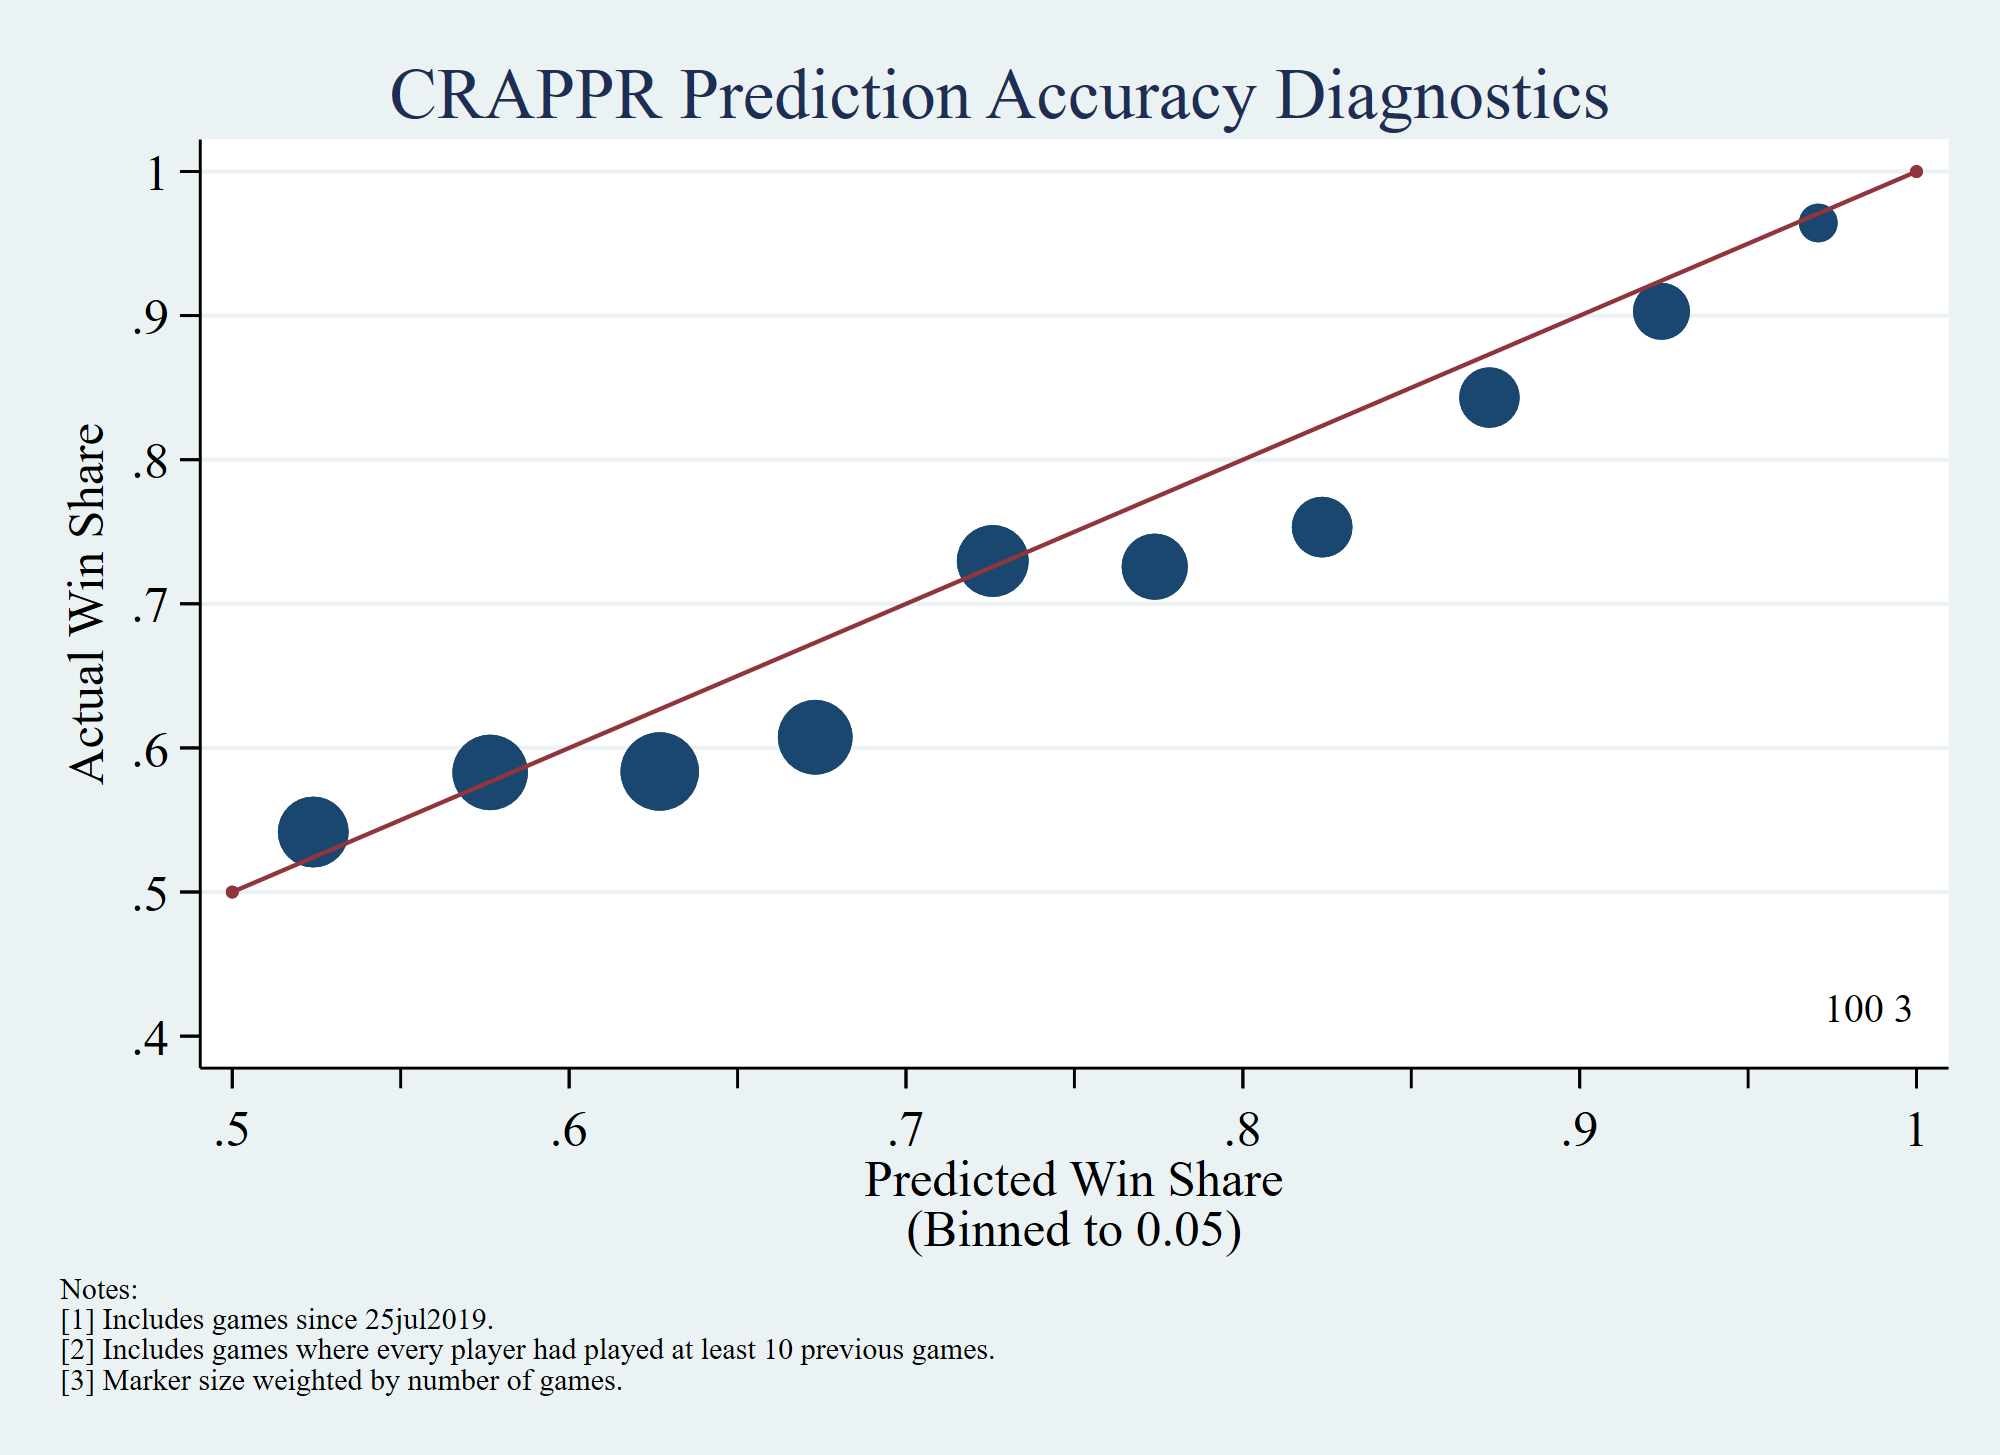 CRAPPR Prediction Accuracy Diagnostics
1
.9
.8
.7
.6
.5
.4
Actual Win Share
100 3
.5 .6 .7 .8 .9 1
Predicted Win Share
(Binned to 0.05)
Notes:
[1] Includes games since 25jul2019.
[2] Includes games where every player had played at least 10 previous games.
[3] Marker size weighted by number of games.